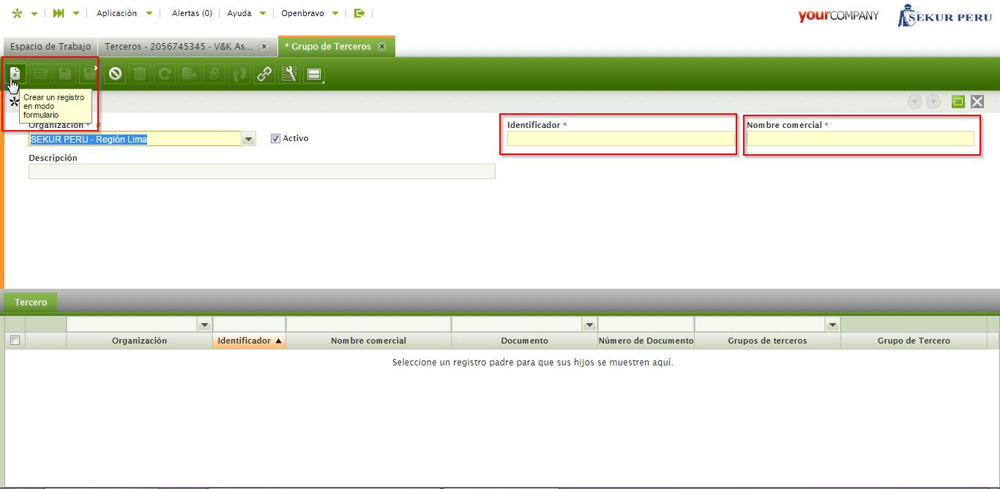 Aplicación Alertas (0) Ayuda Openbravo yourCOMPANY SEKUR PERU
Espacio de Trabajo Terceros - 2056745345 - V&K As... * Grupo de Terceros
Crear un registro
en modo
formulario
Organización * Identificador * Nombre comercial *
SEKUR PERU - Región Lima Activo
Descripción
Tercero
Organización Identificador Nombre comercial Documento Número de Documento Grupos de terceros Grupo de Tercero
Seleccione un registro padre para que sus hijos se muestren aquí.